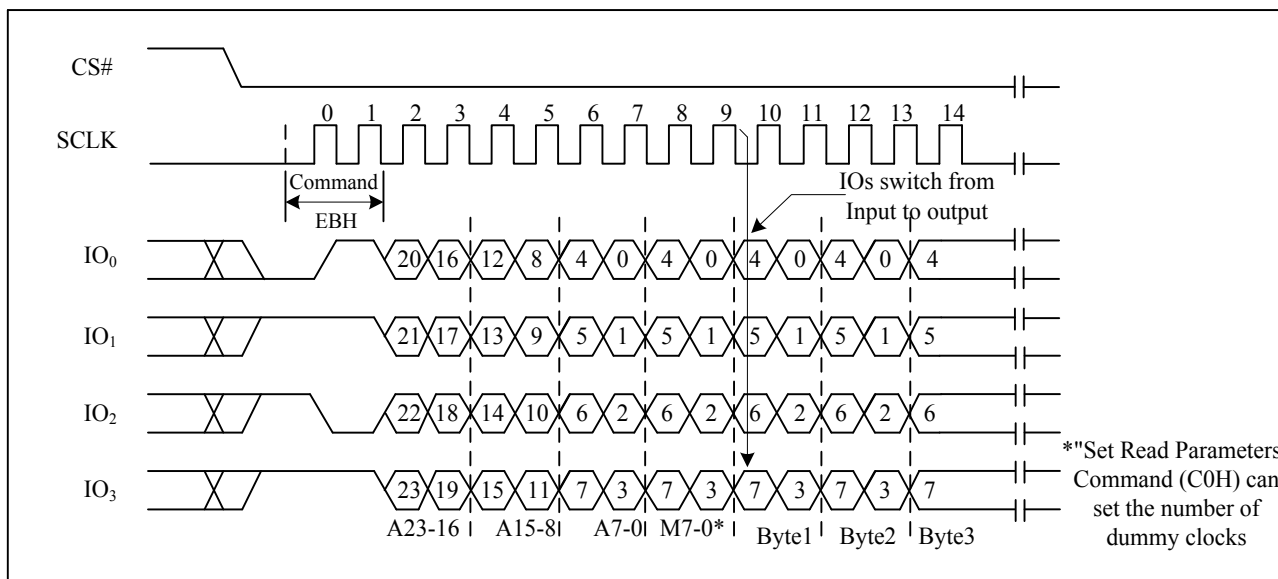 CS#
0 1 2 3 4 5 6 7 8 9 10 11 12 13 14
SCLK
Command
EBH
IOs switch from
Input to output
IO0 20 16 12 8 4 0 4 0 4 0 4 0 4
IO1 21 17 13 9 5 1 5 1 5 1 5 1 5
IO2 22 18 14 10 6 2 6 2 6 2 6 2 6
IO3 23 19 15 11 7 3 7 3 7 3 7 3 7
A23-16 A15-8 A7-0 M7-0* Byte1 Byte2 Byte3
*"Set Read Parameters
Command (C0H) can
set the number of
dummy clocks